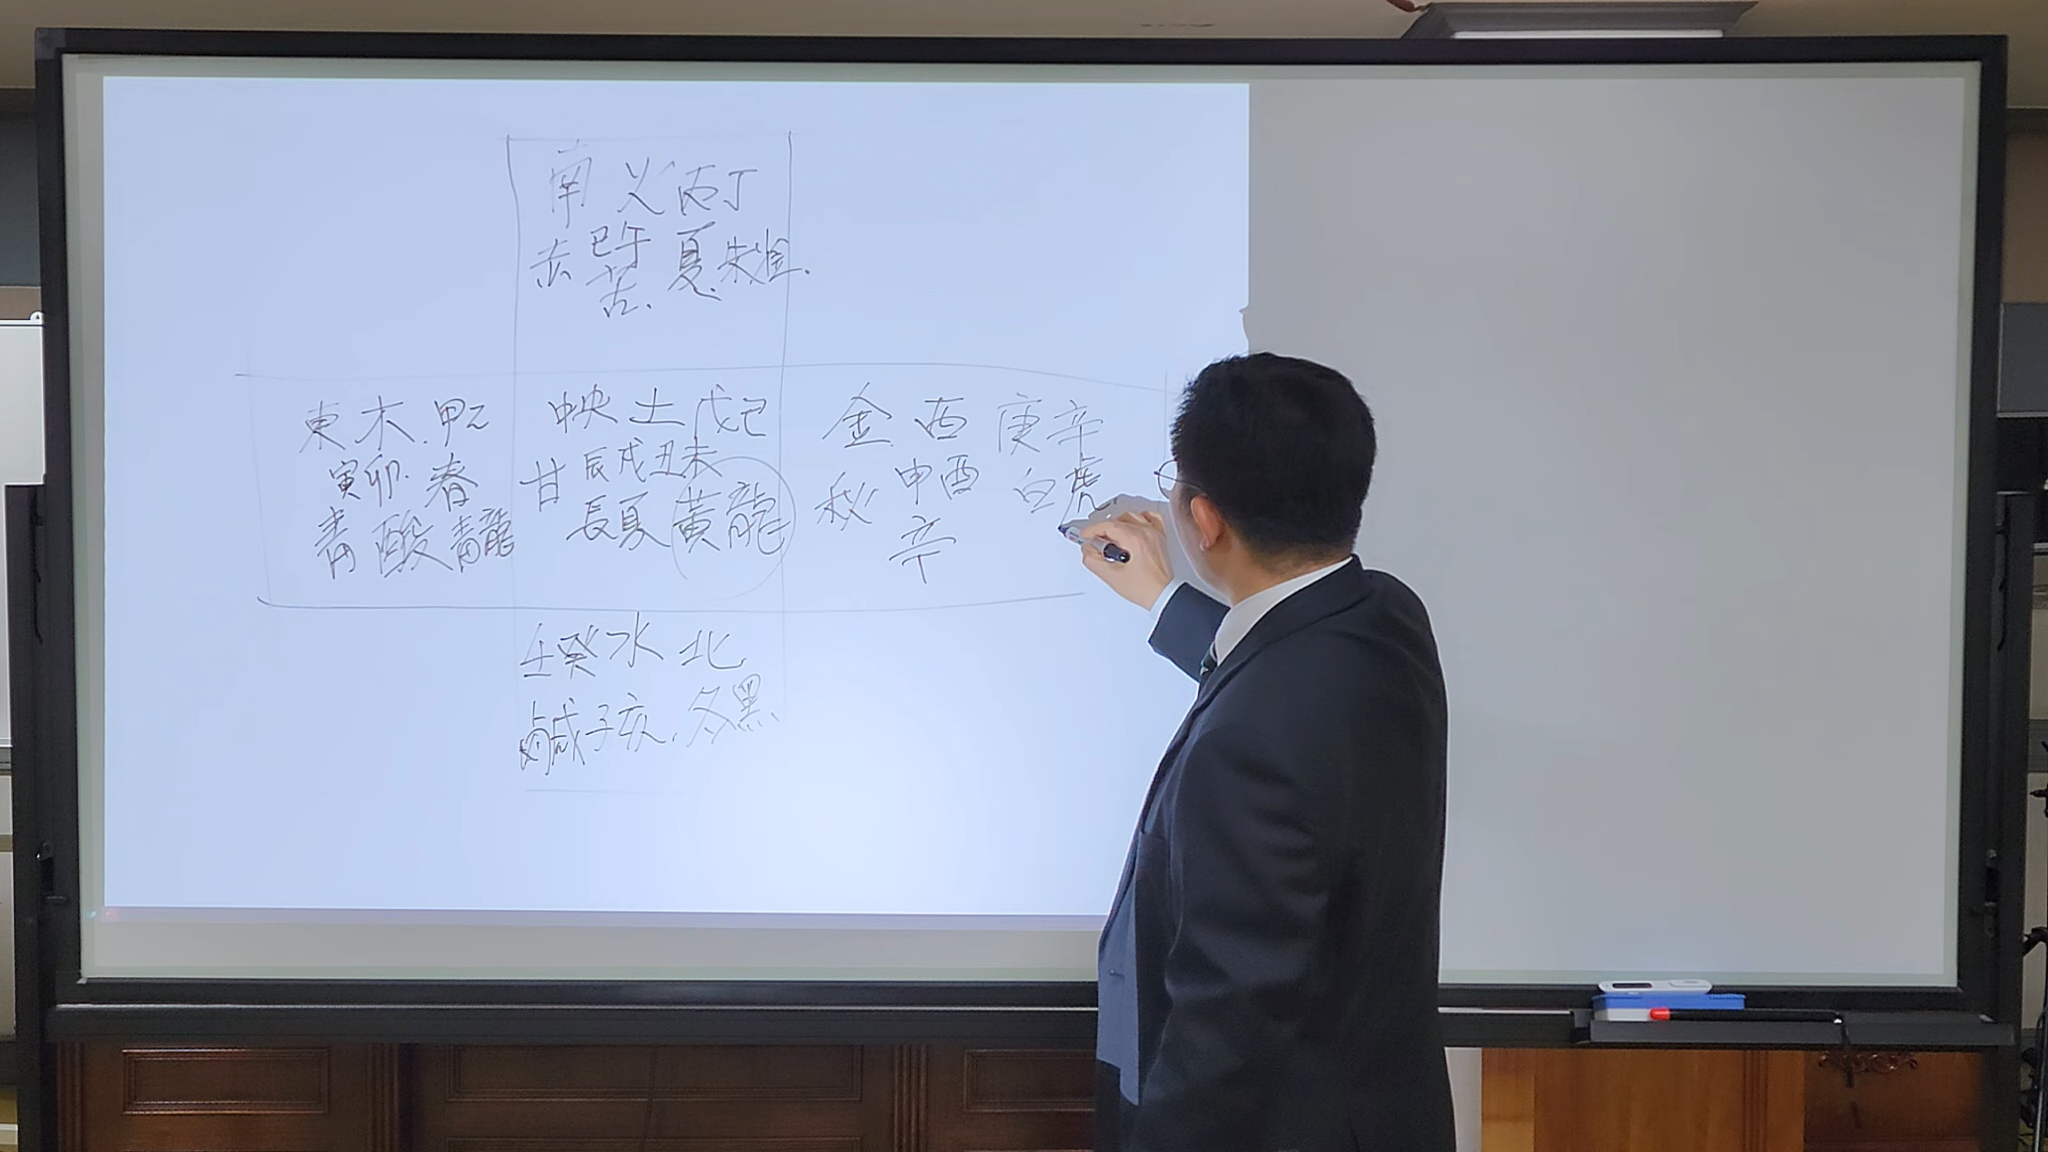 南 火 丙丁
赤 巳午 夏 朱雀
苦
東 木 甲乙
寅卯 春
靑 酸 靑龍
中央 土 戊己
甘 辰戌丑未
長夏 黃龍
金 西 庚辛
秋 申酉 白虎
辛
壬癸 水 北
鹹 子亥 冬 黑